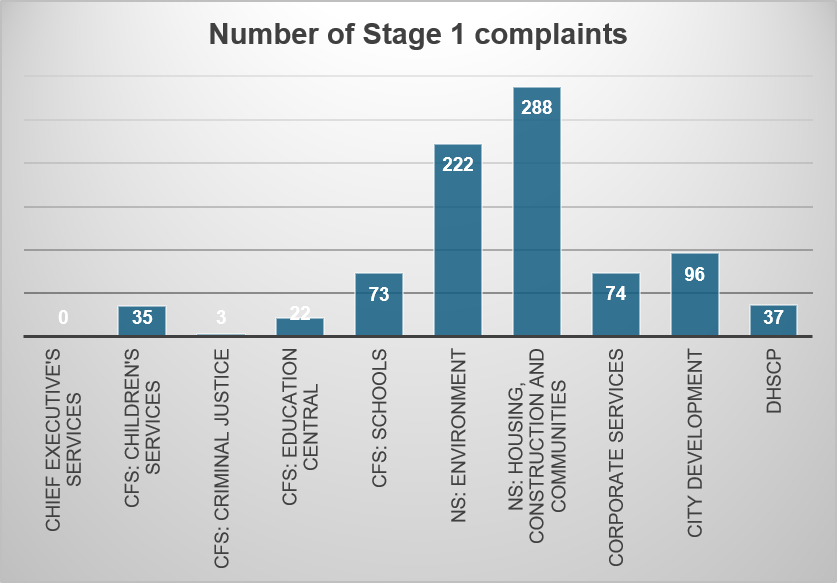 Number of Stage 1 complaints
0
35
3
22
73
222
288
74
96
37
CHIEF EXECUTIVE'S
SERVICES
CFS: CHILDREN'S
SERVICES
CFS: CRIMINAL JUSTICE
CFS: EDUCATION
CENTRAL
CFS: SCHOOLS
NS: ENVIRONMENT
NS: HOUSING,
CONSTRUCTION AND
COMMUNITIES
CORPORATE SERVICES
CITY DEVELOPMENT
DHSCP